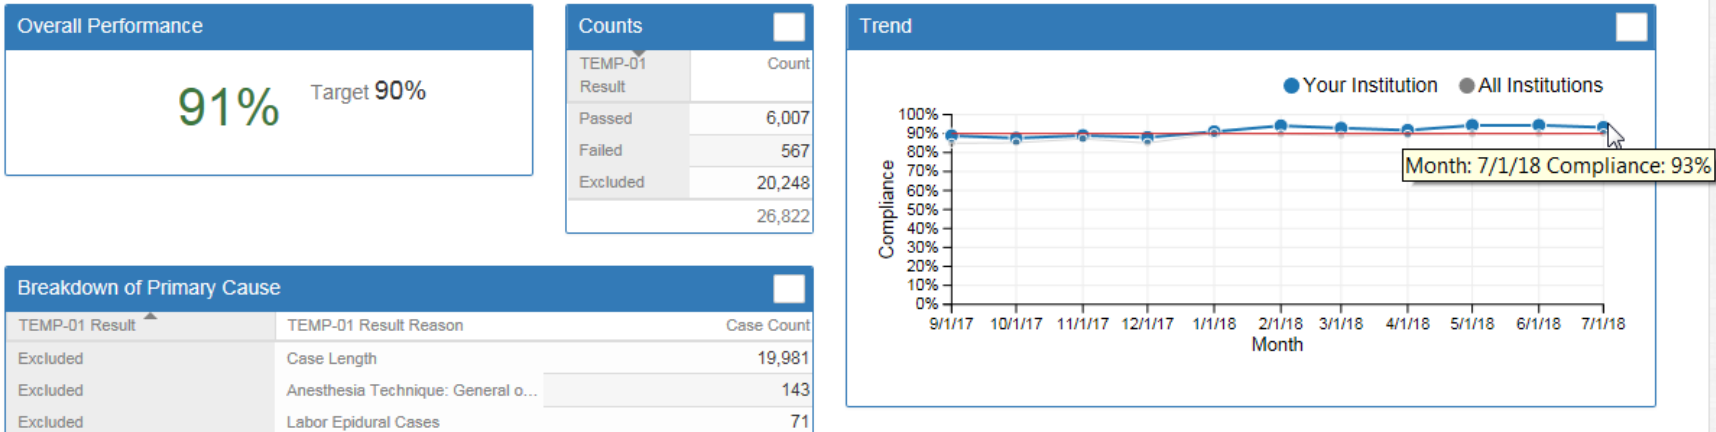 Overall Performance
91%
Target 90%
Counts
TEMP-01 Result
Count
Passed 6,007
Failed 567
Excluded 20,248
26,822
Trend
Your Institution
All Institutions
100%
90%
80%
70%
60%
50%
40%
30%
20%
10%
0%
Compliance
9/1/17 10/1/17 11/1/17 12/1/17 1/1/18 2/1/18 3/1/18 4/1/18 5/1/18 6/1/18 7/1/18
Month
Month: 7/1/18 Compliance: 93%
Breakdown of Primary Cause
TEMP-01 Result TEMP-01 Result Reason Case Count
Excluded Case Length 19,981
Excluded Anesthesia Technique: General o... 143
Excluded Labor Epidural Cases 71